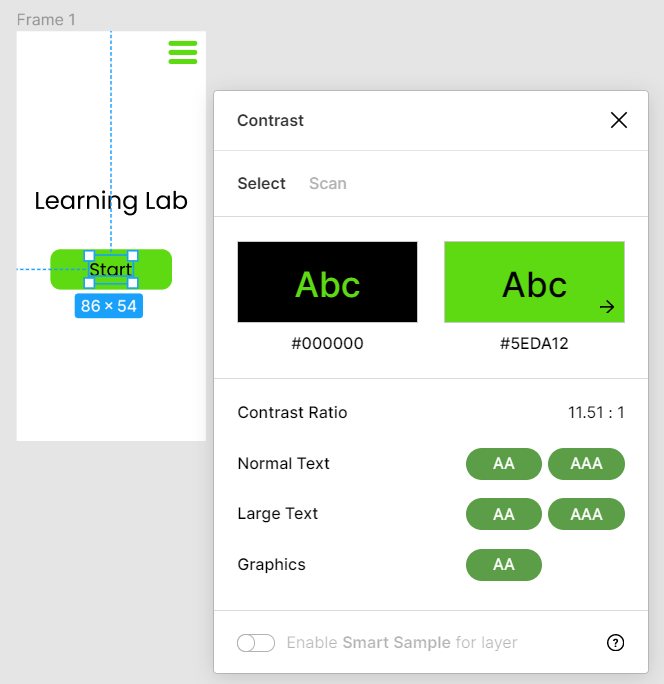 Frame 1
Learning Lab
Start
86 × 54
Contrast
Select Scan
Abc Abc
#000000 #5EDA12
Contrast Ratio 11.51 : 1
Normal Text AA AAA
Large Text AA AAA
Graphics AA
Enable Smart Sample for layer ?